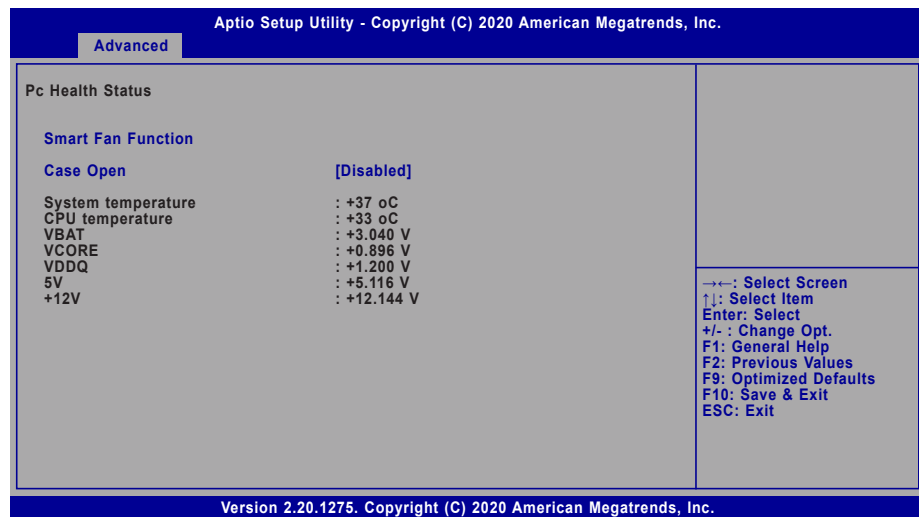 Aptio Setup Utility - Copyright (C) 2020 American Megatrends, Inc.
Advanced
Pc Health Status
Smart Fan Function
Case Open [Disabled]
System temperature : +37 oC
CPU temperature : +33 oC
VBAT : +3.040 V
VCORE : +0.896 V
VDDQ : +1.200 V
5V : +5.116 V
+12V : +12.144 V
→←: Select Screen
↑↓: Select Item
Enter: Select
+/- : Change Opt.
F1: General Help
F2: Previous Values
F9: Optimized Defaults
F10: Save & Exit
ESC: Exit
Version 2.20.1275. Copyright (C) 2020 American Megatrends, Inc.